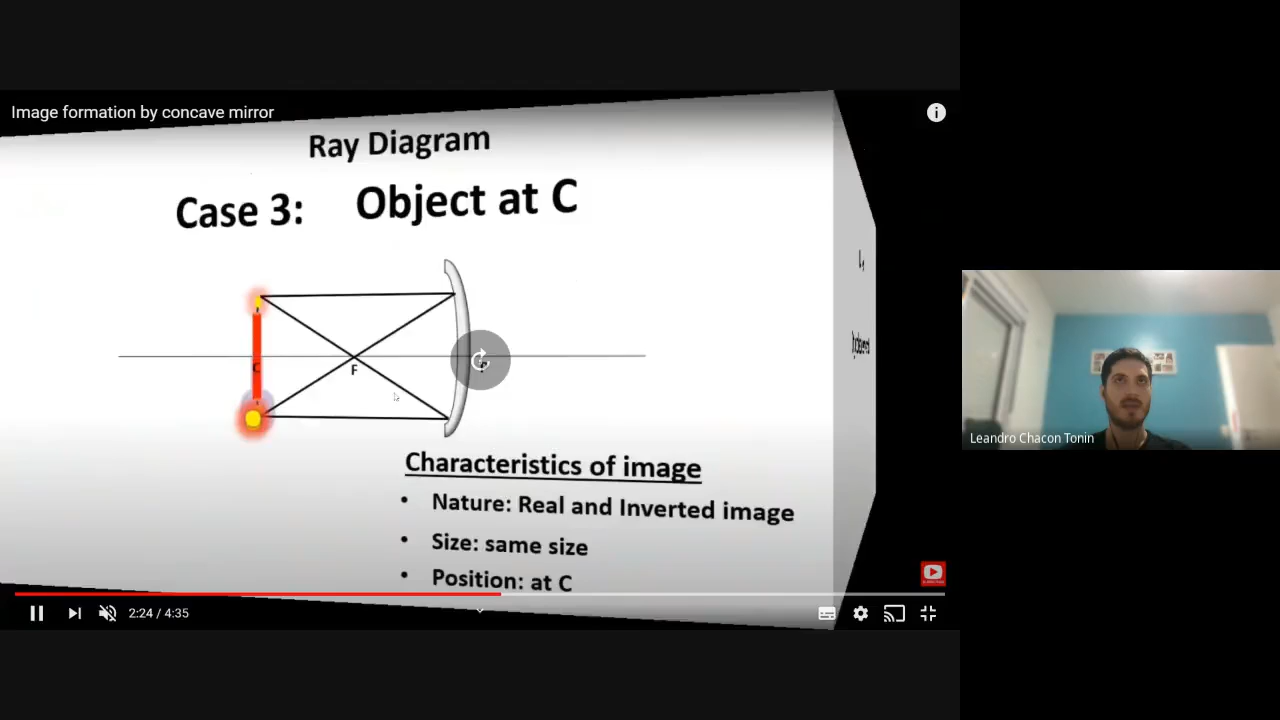 Image formation by concave mirror
Ray Diagram
Case 3: Object at C
C
F
P
Characteristics of image
• Nature: Real and Inverted image
• Size: same size
• Position: at C
2:24 / 4:35
Leandro Chacon Tonin